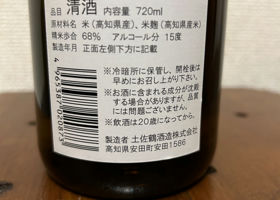 品目 清酒 内容量 720ml
原材料名 米(高知県産)、米麹(高知県産米)
精米歩合 68% アルコール分 15度
製造年月 正面左側下方に記載
※冷暗所に保管し、開栓後は
早めにお召し上がり下さい。
※お酒に含まれる成分が沈殿
する場合がありますが、品質
には問題ございません。
※飲酒は20歳になってから。
製造者 土佐鶴酒造株式会社
高知県安田町安田1586
4963347020873